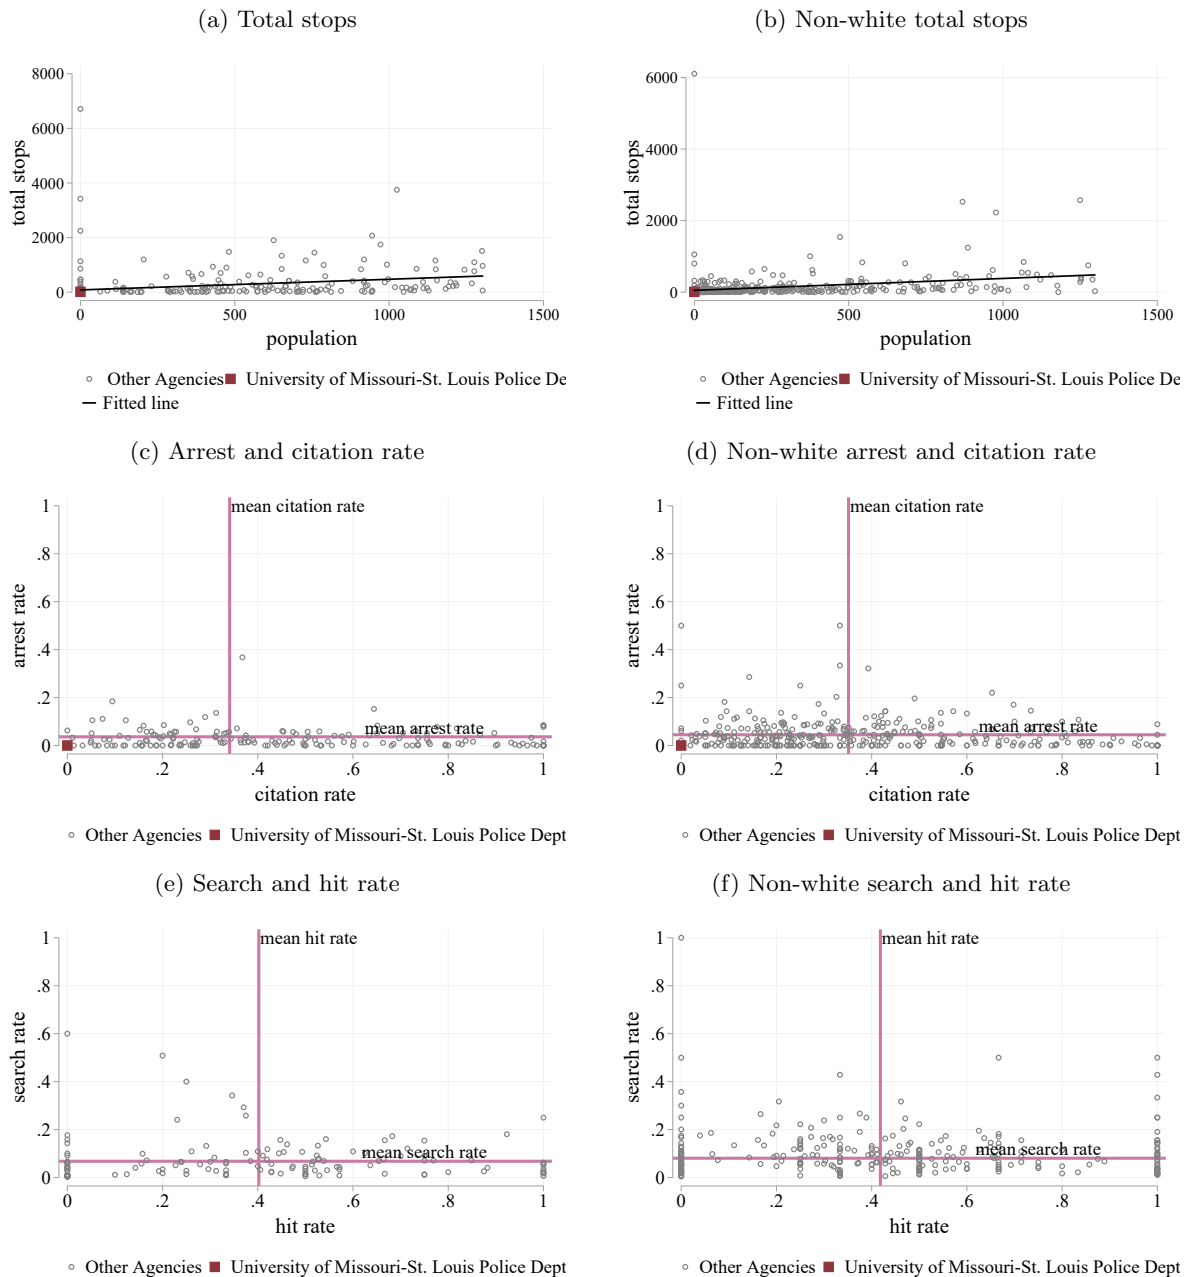 (a) Total stops
8000
6000
4000
2000
0
total stops
0 500 1000 1500
population
Other Agencies University of Missouri-St. Louis Police De
Fitted line
(b) Non-white total stops
6000
4000
2000
0
total stops
0 500 1000 1500
population
Other Agencies University of Missouri-St. Louis Police De
Fitted line
(c) Arrest and citation rate
1
.8
.6
.4
.2
0
arrest rate
mean citation rate
mean arrest rate
0 .2 .4 .6 .8 1
citation rate
Other Agencies University of Missouri-St. Louis Police Dept
(d) Non-white arrest and citation rate
1
.8
.6
.4
.2
0
arrest rate
mean citation rate
mean arrest rate
0 .2 .4 .6 .8 1
citation rate
Other Agencies University of Missouri-St. Louis Police Dept
(e) Search and hit rate
1
.8
.6
.4
.2
0
search rate
mean hit rate
mean search rate
0 .2 .4 .6 .8 1
hit rate
Other Agencies University of Missouri-St. Louis Police Dept
(f) Non-white search and hit rate
1
.8
.6
.4
.2
0
search rate
mean hit rate
mean search rate
0 .2 .4 .6 .8 1
hit rate
Other Agencies University of Missouri-St. Louis Police Dept